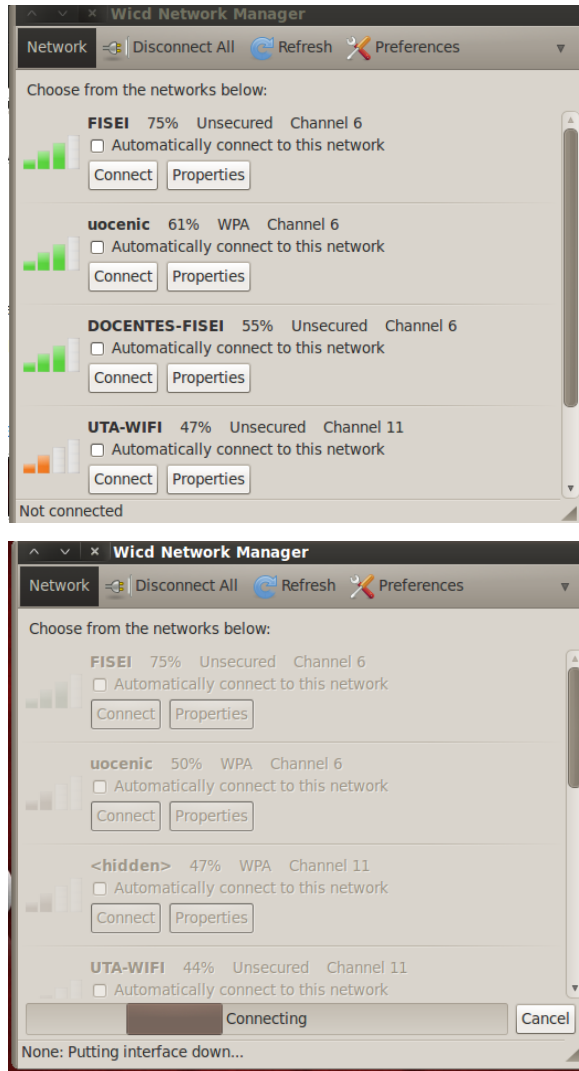 Wicd Network Manager
Network Disconnect All Refresh Preferences
Choose from the networks below:
FISEI 75% Unsecured Channel 6
Automatically connect to this network
Connect Properties
uocenic 61% WPA Channel 6
Automatically connect to this network
Connect Properties
DOCENTES-FISEI 55% Unsecured Channel 6
Automatically connect to this network
Connect Properties
UTA-WIFI 47% Unsecured Channel 11
Automatically connect to this network
Connect Properties
Not connected
Wicd Network Manager
Network Disconnect All Refresh Preferences
Choose from the networks below:
FISEI 75% Unsecured Channel 6
Automatically connect to this network
Connect Properties
uocenic 50% WPA Channel 6
Automatically connect to this network
Connect Properties
<hidden> 47% WPA Channel 11
Automatically connect to this network
Connect Properties
UTA-WIFI 44% Unsecured Channel 11
Automatically connect to this network
Connecting Cancel
None: Putting interface down...